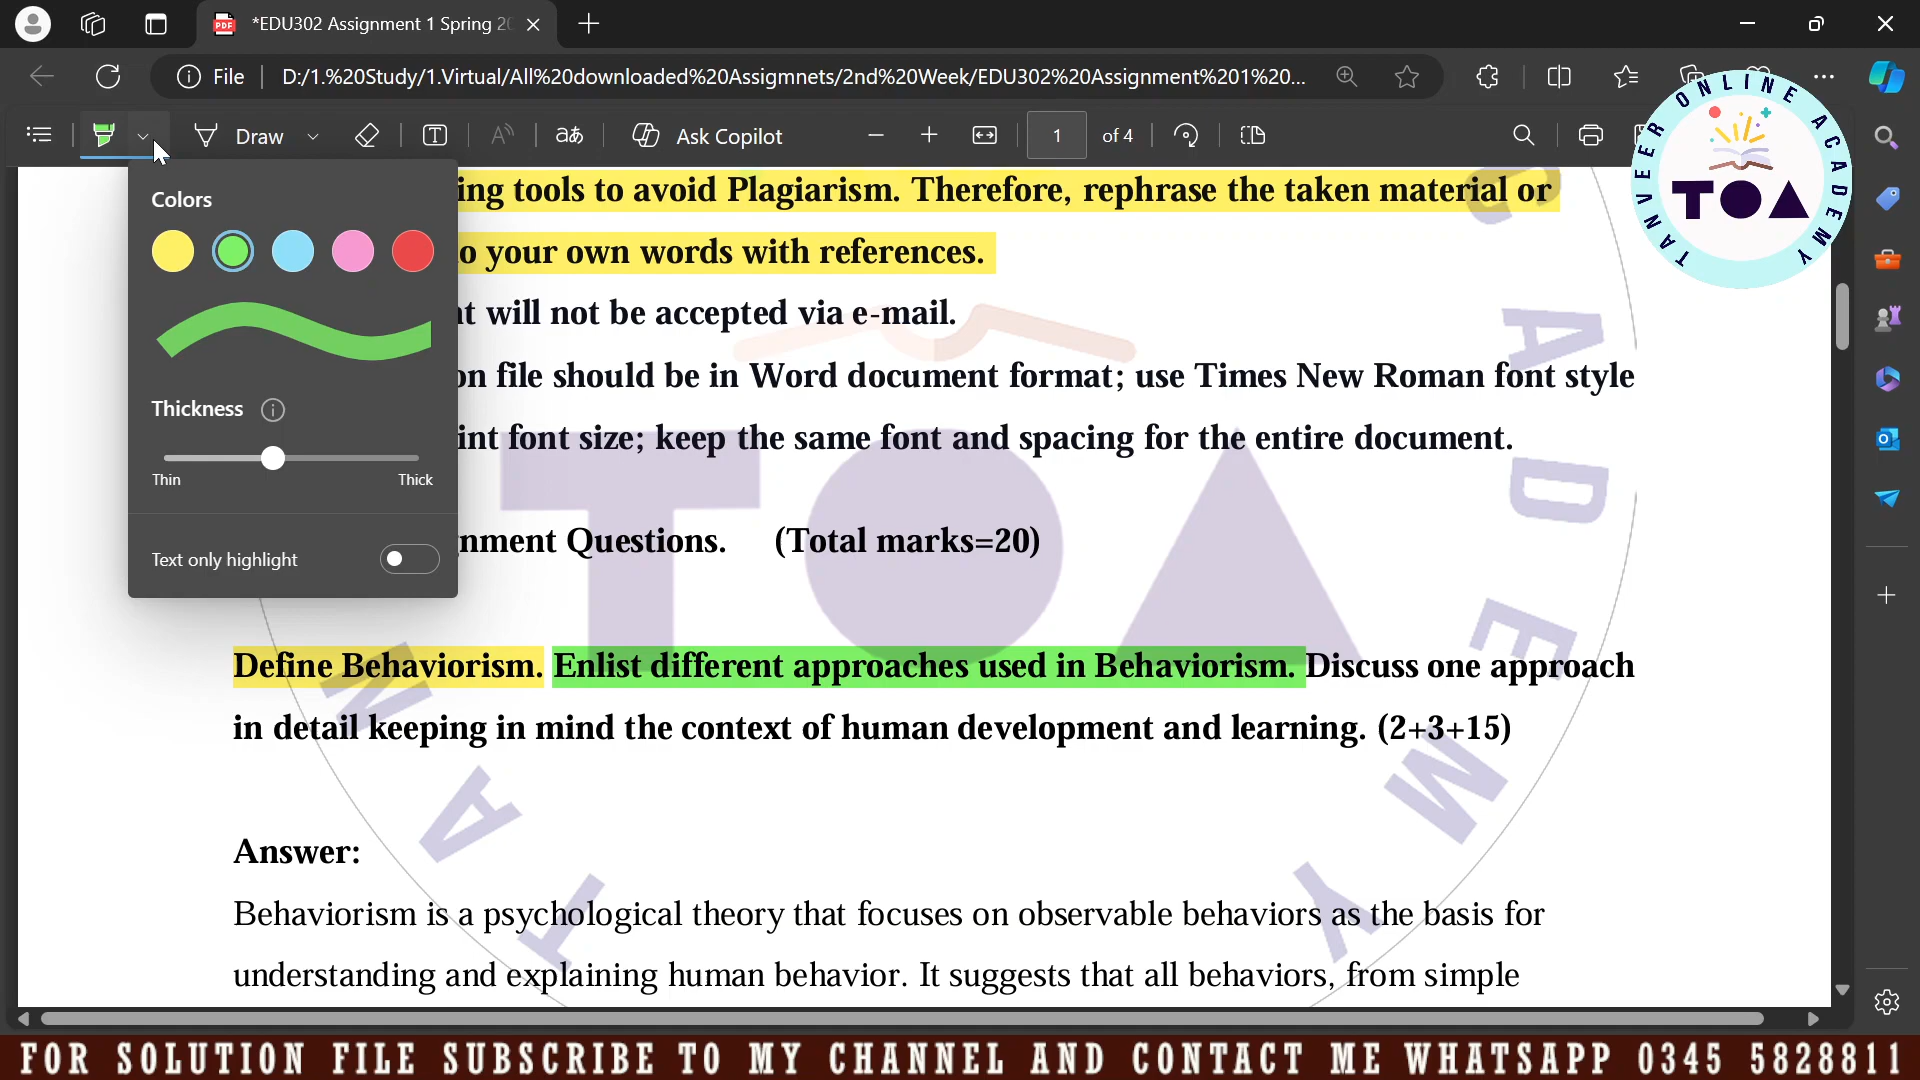 *EDU302 Assignment 1 Spring 20
File
D:/1.%20Study/1.Virtual/All%20downloaded%20Assigmnets/2nd%20Week/EDU302%20Assignment%201%20...
Draw
aあ
Ask Copilot
1 of 4
TANVEER ONLINE ACADEMY
TOA
Colors
Thickness
Thin Thick
Text only highlight
ing tools to avoid Plagiarism. Therefore, rephrase the taken material or
o your own words with references.
nt will not be accepted via e-mail.
on file should be in Word document format; use Times New Roman font style
int font size; keep the same font and spacing for the entire document.
nment Questions. (Total marks=20)
Define Behaviorism. Enlist different approaches used in Behaviorism. Discuss one approach
in detail keeping in mind the context of human development and learning. (2+3+15)
Answer:
Behaviorism is a psychological theory that focuses on observable behaviors as the basis for
understanding and explaining human behavior. It suggests that all behaviors, from simple
TOA
FOR SOLUTION FILE SUBSCRIBE TO MY CHANNEL AND CONTACT ME WHATSAPP 0345 5828811